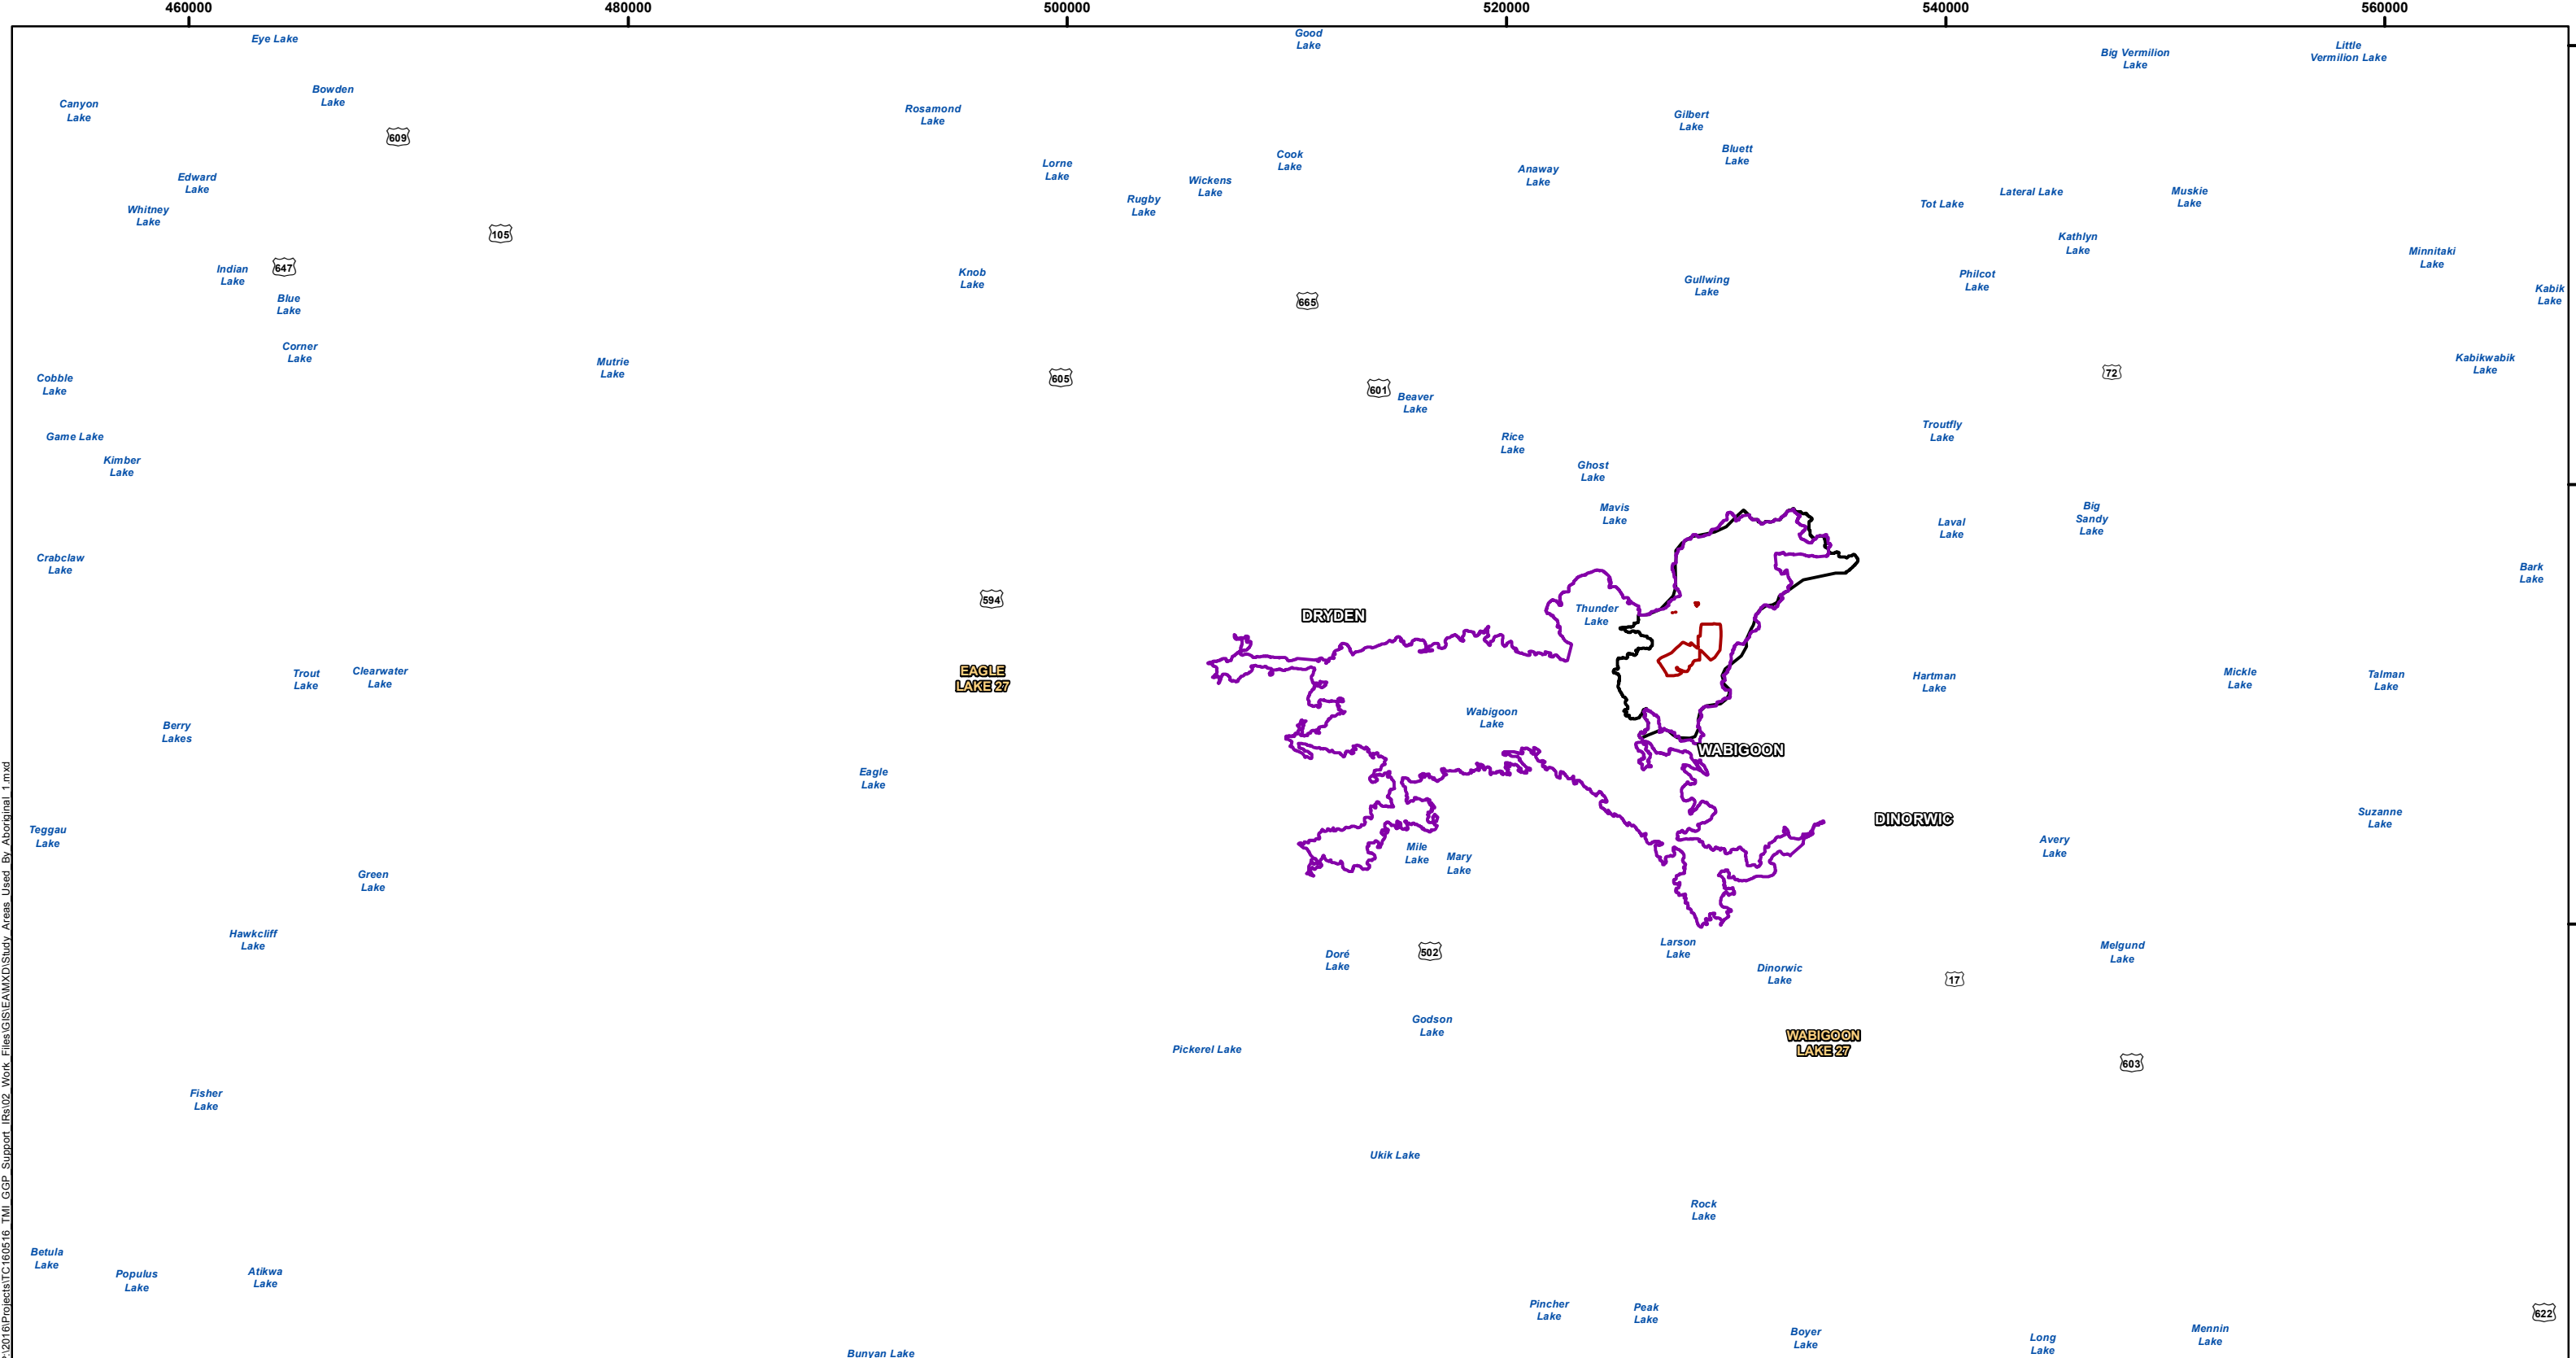 460000
480000
500000
520000
540000
560000
Eye Lake
Good
Lake
Big Vermilion
Lake
Little
Vermilion Lake
Canyon
Lake
Bowden
Lake
609
Rosamond
Lake
Gilbert
Lake
Bluett
Lake
Lorne
Lake
Cook
Lake
Wickens
Lake
Rugby
Lake
Anaway
Lake
Edward
Lake
Whitney
Lake
Tot Lake
Lateral Lake
Muskie
Lake
105
Kathlyn
Lake
Minnitaki
Lake
647
Indian
Lake
Blue
Lake
Knob
Lake
665
Gullwing
Lake
Philcot
Lake
Kabik
Lake
Corner
Lake
Mutrie
Lake
Cobble
Lake
605
601
Beaver
Lake
72
Kabikwabik
Lake
Game Lake
Kimber
Lake
Rice
Lake
Ghost
Lake
Troutfly
Lake
Mavis
Lake
Laval
Lake
Big
Sandy
Lake
Crabclaw
Lake
Bark
Lake
594
DRYDEN
Thunder
Lake
EAGLE
LAKE 27
Trout
Lake
Clearwater
Lake
Hartman
Lake
Mickle
Lake
Talman
Lake
Berry
Lakes
Wabigoon
Lake
WABIGOON
Eagle
Lake
Teggau
Lake
DINORWIC
Suzanne
Lake
Mile
Lake
Mary
Lake
Avery
Lake
Green
Lake
Hawkcliff
Lake
Doré
Lake
502
Larson
Lake
Dinorwic
Lake
17
Melgund
Lake
Godson
Lake
Pickerel Lake
WABIGOON
LAKE 27
603
Fisher
Lake
Ukik Lake
Rock
Lake
Betula
Lake
Populus
Lake
Atikwa
Lake
Pincher
Lake
Peak
Lake
Boyer
Lake
Long
Lake
Mennin
Lake
622
Bunyan Lake
:\2016\Projects\TC160516_TMI_GGP_Support_IRs\02_Work_Files\GIS\EA\MXD\Study_Areas_Used_By_Aboriginal_1.mxd